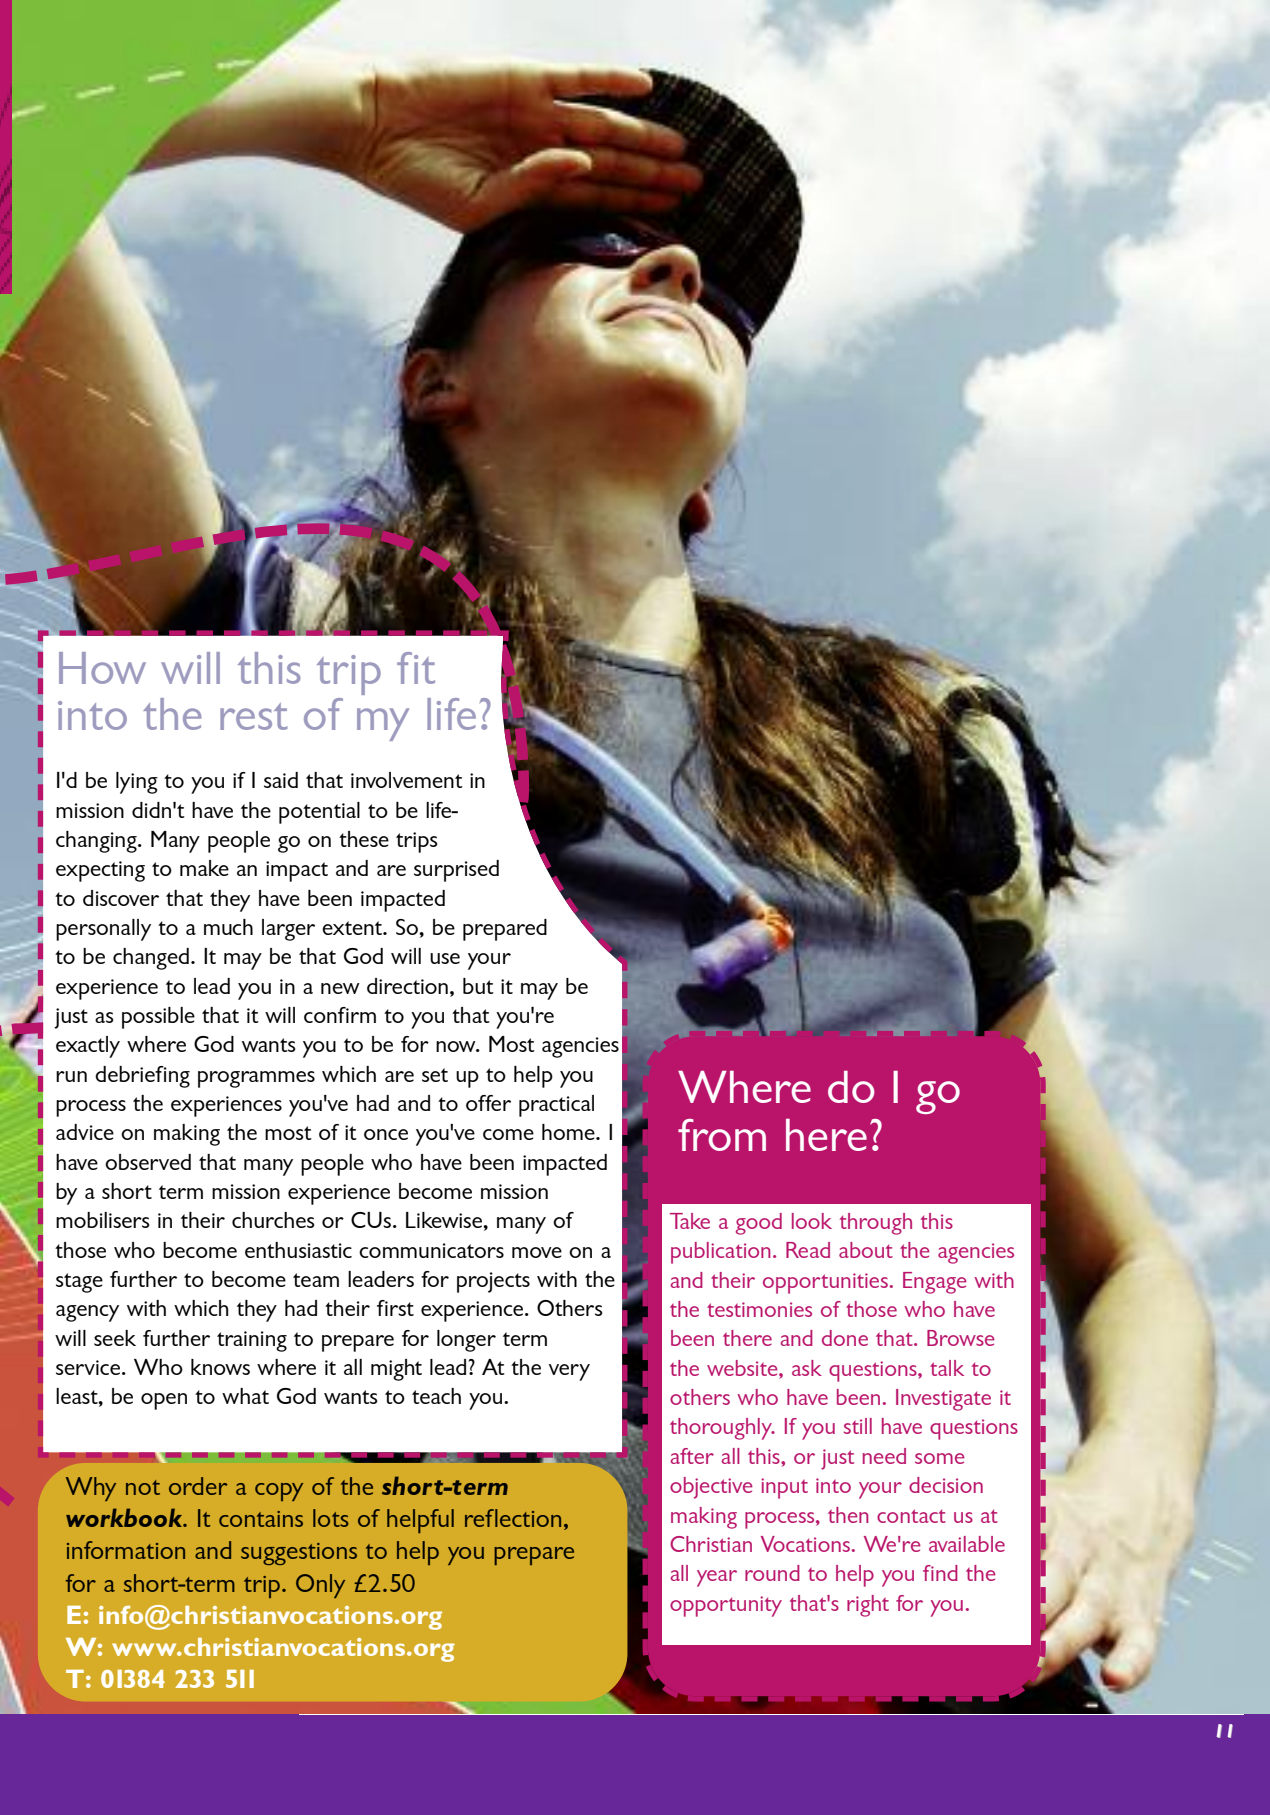 How will this trip fit
into the rest of my life?
I'd be lying to you if I said that involvement in
mission didn't have the potential to be life-
changing. Many people go on these trips
expecting to make an impact and are surprised
to discover that they have been impacted
personally to a much larger extent. So, be prepared
to be changed. It may be that God will use your
experience to lead you in a new direction, but it may be
just as possible that it will confirm to you that you're
exactly where God wants you to be for now. Most agencies
run debriefing programmes which are set up to help you
process the experiences you've had and to offer practical
advice on making the most of it once you've come home. I
have observed that many people who have been impacted
by a short term mission experience become mission
mobilisers in their churches or CUs. Likewise, many of
those who become enthusiastic communicators move on a
stage further to become team leaders for projects with the
agency with which they had their first experience. Others
will seek further training to prepare for longer term
service. Who knows where it all might lead? At the very
least, be open to what God wants to teach you.
Why not order a copy of the short-term
workbook. It contains lots of helpful reflection,
information and suggestions to help you prepare
for a short-term trip. Only £2.50
E: info@christianvocations.org
W: www.christianvocations.org
T: 01384 233 511
Where do I go
from here?
Take a good look through this
publication. Read about the agencies
and their opportunities. Engage with
the testimonies of those who have
been there and done that. Browse
the website, ask questions, talk to
others who have been. Investigate it
thoroughly. If you still have questions
after all this, or just need some
objective input into your decision
making process, then contact us at
Christian Vocations. We're available
all year round to help you find the
opportunity that's right for you.
11